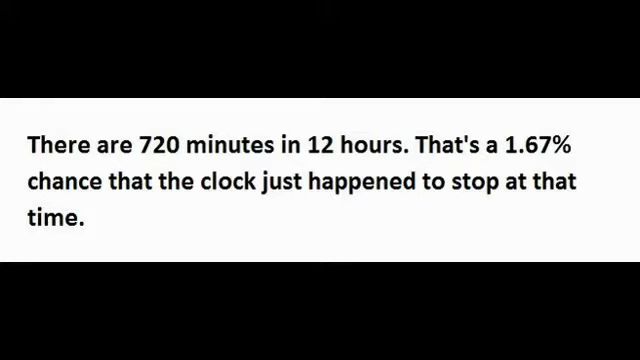 There are 720 minutes in 12 hours. That's a 1.67%
chance that the clock just happened to stop at that
time.